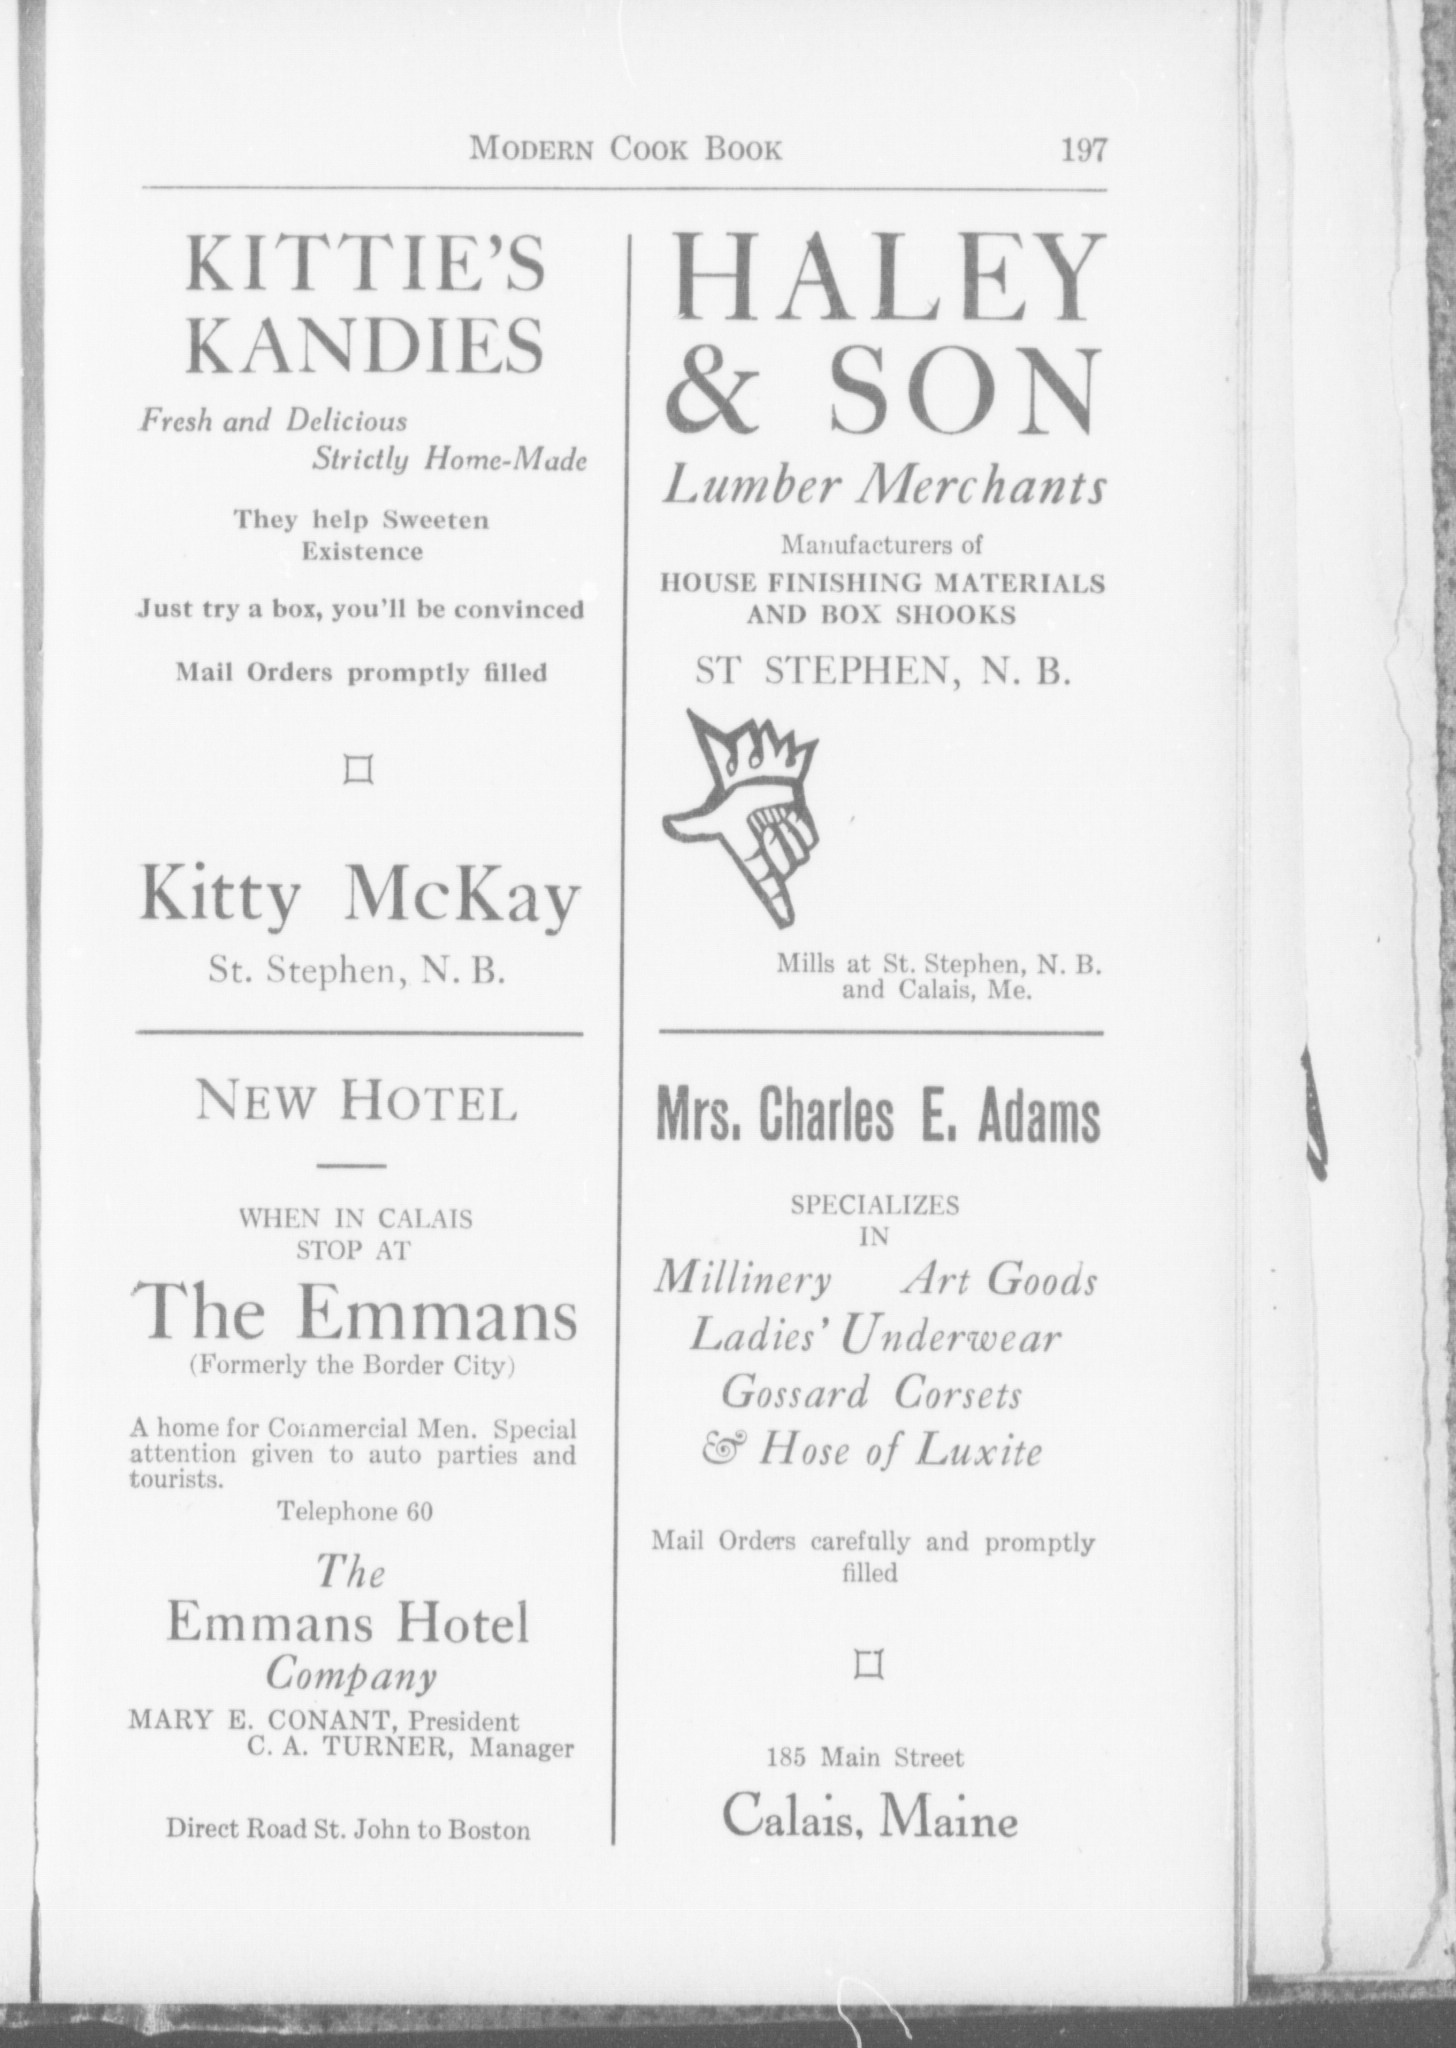 MODERN COOK BOOK 197
KITTIE'S
KANDIES
Fresh and Delicious
Strictly Home-Made
They help Sweeten
Existence
Just try a box, you'll be convinced
Mail Orders promptly filled
Kitty McKay
St. Stephen, N. B.
NEW HOTEL
WHEN IN CALAIS
STOP AT
The Emmans
(Formerly the Border City)
A home for Commercial Men. Special
attention given to auto parties and
tourists.
Telephone 60
The
Emmans Hotel
Company
MARY E. CONANT, President
C. A. TURNER, Manager
Direct Road St. John to Boston
HALEY
& SON
Lumber Merchants
Manufacturers of
HOUSE FINISHING MATERIALS
AND BOX SHOOKS
ST STEPHEN, N. B.
Mills at St. Stephen, N. B.
and Calais, Me.
Mrs. Charles E. Adams
SPECIALIZES
IN
Millinery Art Goods
Ladies' Underwear
Gossard Corsets
& Hose of Luxite
Mail Orders carefully and promptly
filled
185 Main Street
Calais, Maine